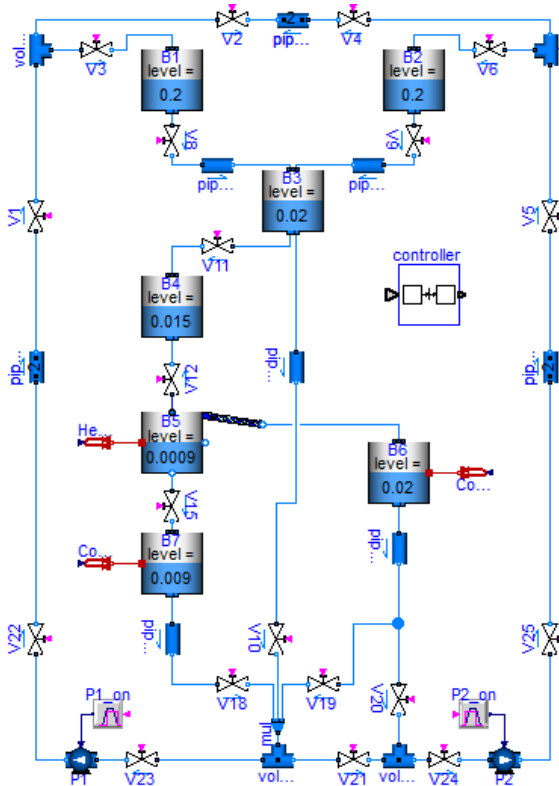 V2
V4
vol...
V3
B1
level =
0.2
pip...
B2
level =
0.2
V6
V8
V9
pip...
B3
level =
0.02
pip...
V1
V5
V11
controller
B4
level =
0.015
pip...
2
V12
pip...
pip...
2
He...
B5
level =
0.0009
B6
level =
0.02
Co...
V15
Co...
B7
level =
0.009
pip...
V22
pip...
V10
V25
V18
V19
V20
P1_on
P2_on
mul
P1
V23
vol...
V21
vol...
V24
P2